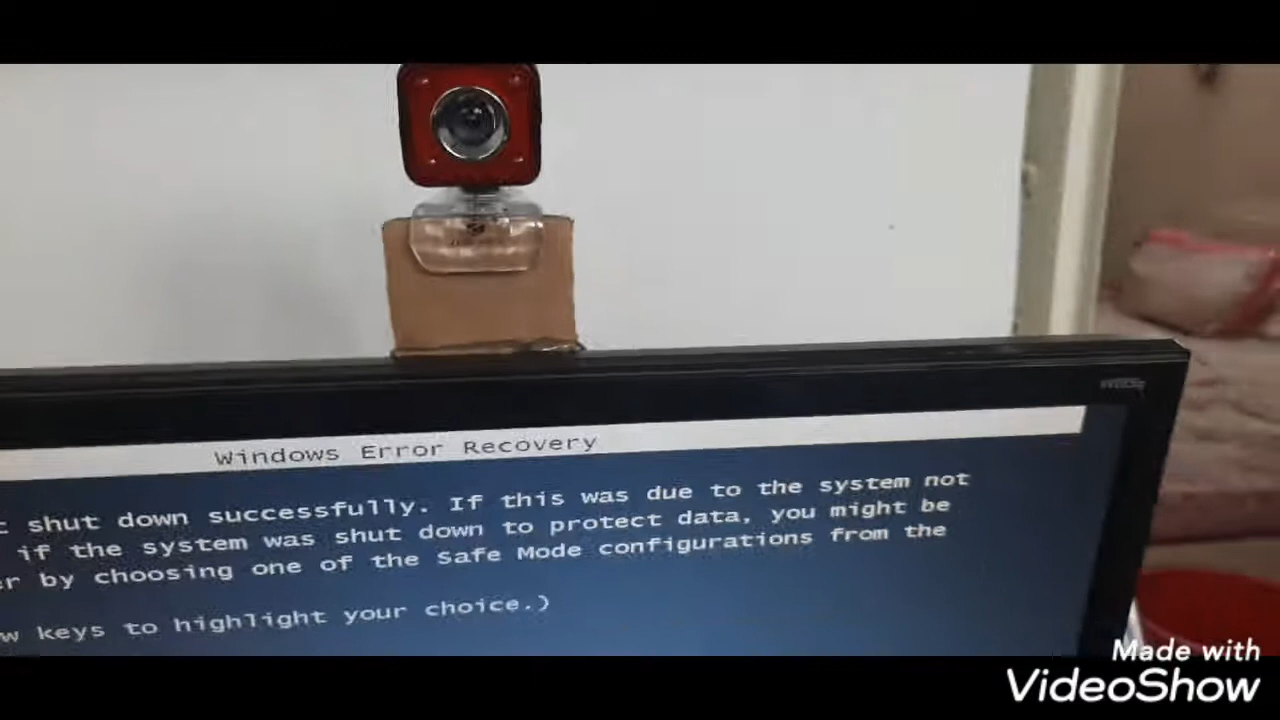 Windows Error Recovery
t shut down successfully. If this was due to the system not
if the system was shut down to protect data, you might be
er by choosing one of the Safe Mode configurations from the
w keys to highlight your choice.)
Made with
VideoShow